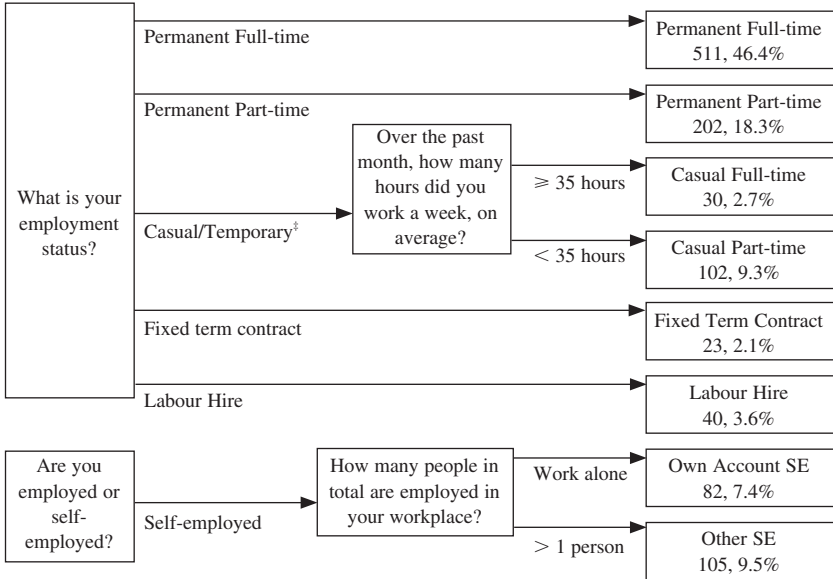 Permanent Full-time
Permanent Full-time
511, 46.4%
Permanent Part-time
Permanent Part-time
202, 18.3%
What is your
employment
status?
Casual/Temporary‡
Over the past
month, how many
hours did you
work a week, on
average?
⩾ 35 hours
Casual Full-time
30, 2.7%
< 35 hours
Casual Part-time
102, 9.3%
Fixed term contract
Fixed Term Contract
23, 2.1%
Labour Hire
Labour Hire
40, 3.6%
Are you
employed or
self-
employed?
Self-employed
How many people in
total are employed in
your workplace?
Work alone
Own Account SE
82, 7.4%
> 1 person
Other SE
105, 9.5%